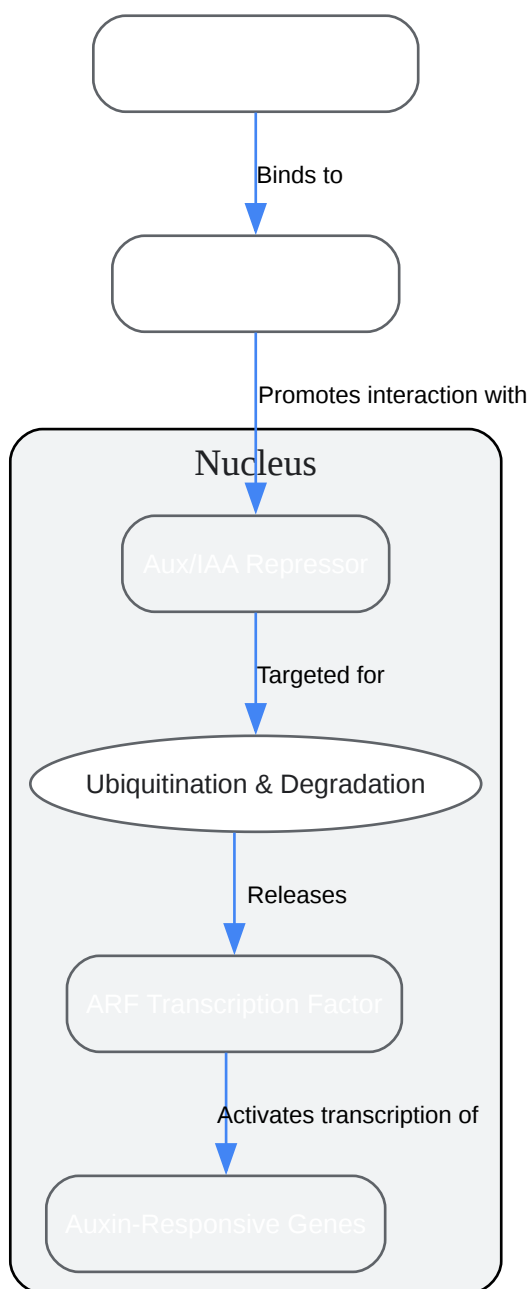 Binds to
Promotes interaction with
Nucleus
Aux/IAA Repressor
Targeted for
Ubiquitination & Degradation
Releases
ARF Transcription Factor
Activates transcription of
Auxin-Responsive Genes